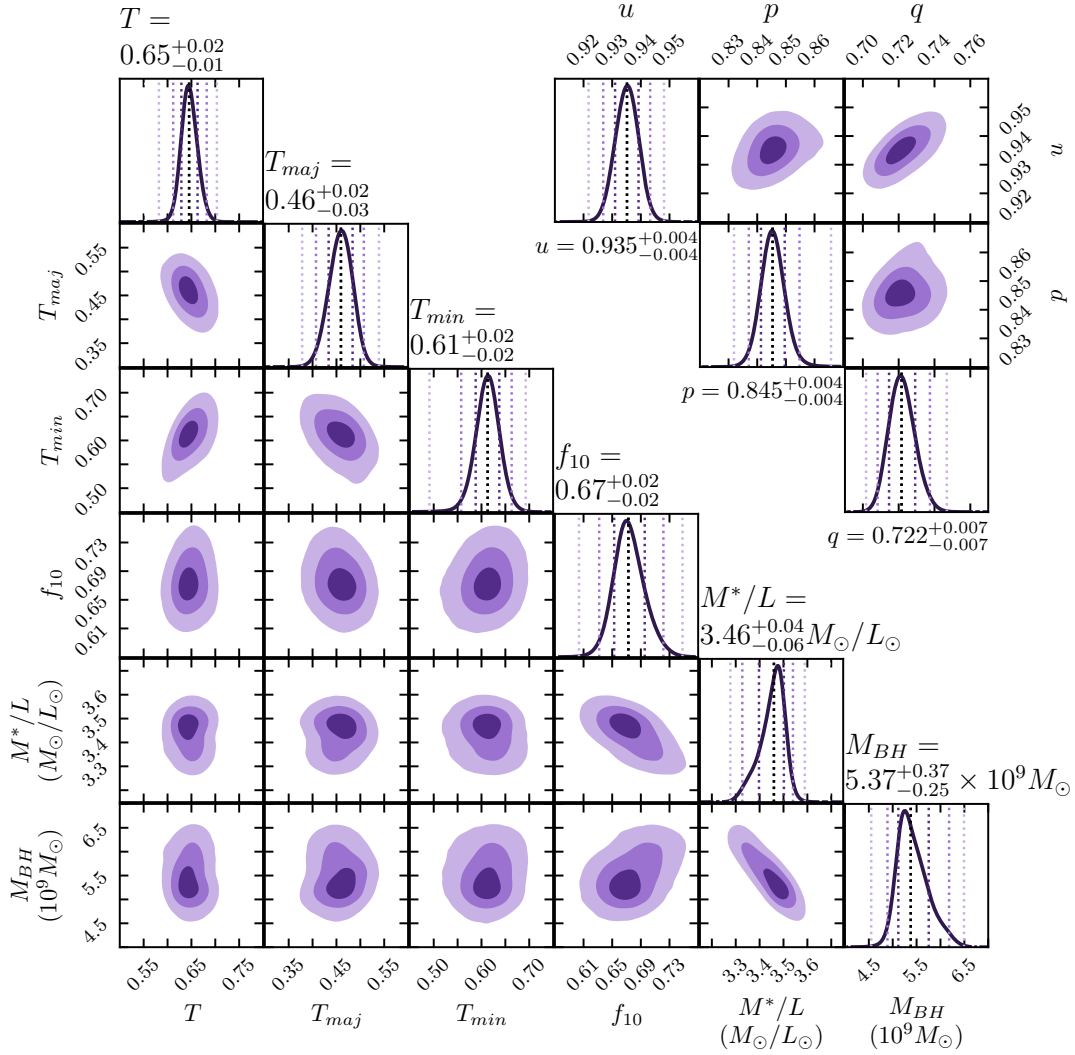 u p q
0.92 0.93 0.94 0.95 0.83 0.84 0.85 0.86 0.70 0.72 0.74 0.76
T =
0.65^{+0.02}_{-0.01}
T_{maj} =
0.46^{+0.02}_{-0.03}
T_{min} =
0.61^{+0.02}_{-0.02}
f_{10} =
0.67^{+0.02}_{-0.02}
M^*/L =
3.46^{+0.04}_{-0.06} M_⊙/L_⊙
M_{BH} =
5.37^{+0.37}_{-0.25} × 10^9 M_⊙
u = 0.935^{+0.004}_{-0.004}
p = 0.845^{+0.004}_{-0.004}
q = 0.722^{+0.007}_{-0.007}
0.95
0.94
0.93
0.92
u
0.86
0.85
0.84
0.83
p
T_{maj}
0.55
0.45
0.35
T_{min}
0.70
0.60
0.50
f_{10}
0.73
0.69
0.65
0.61
M^*/L
(M_⊙/L_⊙)
3.6
3.5
3.4
3.3
M_{BH}
(10^9 M_⊙)
6.5
5.5
4.5
0.55 0.65 0.75 0.35 0.45 0.55 0.50 0.60 0.70 0.61 0.65 0.69 0.73 3.3 3.4 3.5 3.6 4.5 5.5 6.5
T T_{maj} T_{min} f_{10} M^*/L M_{BH}
(M_⊙/L_⊙) (10^9 M_⊙)